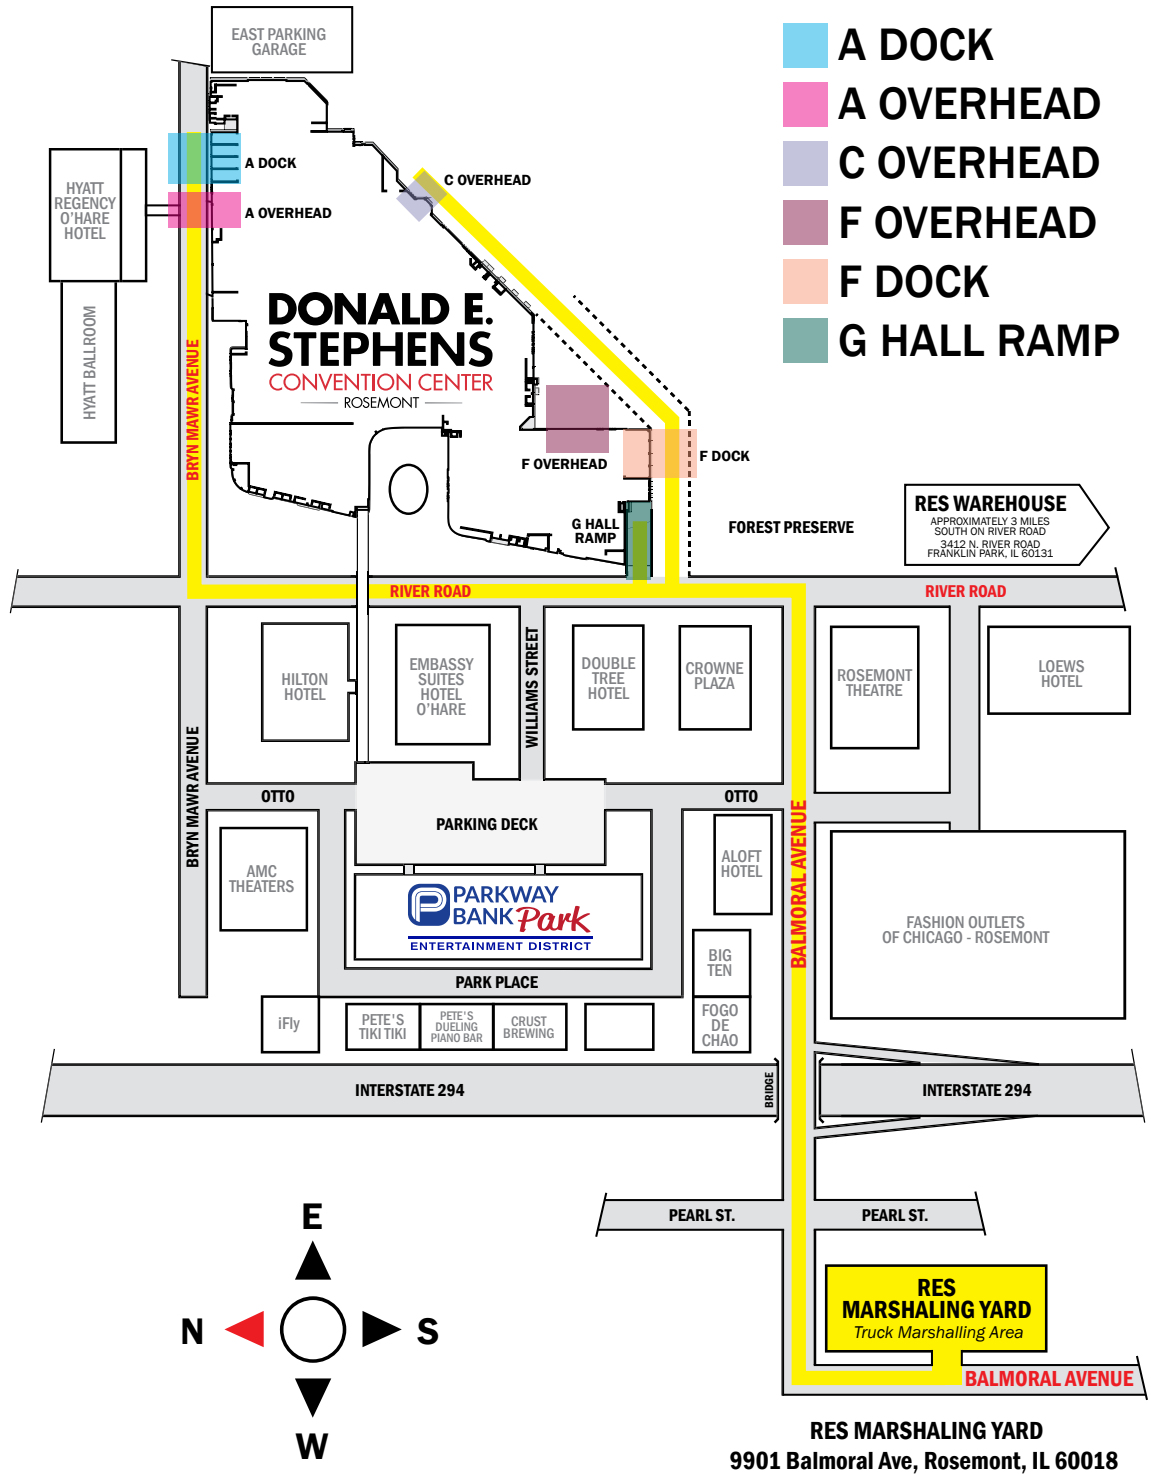 EAST PARKING
GARAGE
A DOCK
A OVERHEAD
C OVERHEAD
F OVERHEAD
F DOCK
G HALL RAMP
HYATT
REGENCY
O'HARE
HOTEL
HYATT BALLROOM
A DOCK
A OVERHEAD
C OVERHEAD
BRYN MAWR AVENUE
DONALD E.
STEPHENS
CONVENTION CENTER
ROSEMONT
F OVERHEAD
F DOCK
G HALL
RAMP
FOREST PRESERVE
RES WAREHOUSE
APPROXIMATELY 3 MILES
SOUTH ON RIVER ROAD
3412 N. RIVER ROAD
FRANKLIN PARK, IL 60131
RIVER ROAD
RIVER ROAD
HILTON
HOTEL
EMBASSY
SUITES
HOTEL
O'HARE
WILLIAMS STREET
DOUBLE
TREE
HOTEL
CROWNE
PLAZA
ROSEMONT
THEATRE
LOEWS
HOTEL
BRYN MAWR AVENUE
OTTO
OTTO
PARKING DECK
BALMORAL AVENUE
AMC
THEATERS
ALOFT
HOTEL
P PARKWAY
BANK Park
ENTERTAINMENT DISTRICT
FASHION OUTLETS
OF CHICAGO - ROSEMONT
BIG
TEN
PARK PLACE
iFly
PETE'S
TIKI TIKI
PETE'S
DUELING
PIANO BAR
CRUST
BREWING
FOGO
DE
CHAO
INTERSTATE 294
BRIDGE
INTERSTATE 294
PEARL ST.
PEARL ST.
E
N
S
W
RES
MARSHALING YARD
Truck Marshalling Area
BALMORAL AVENUE
RES MARSHALING YARD
9901 Balmoral Ave, Rosemont, IL 60018